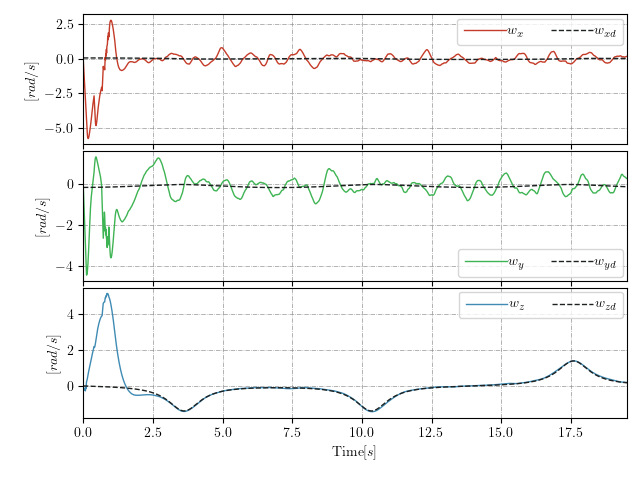 2.5
0.0
−2.5
−5.0
[rad/s]
w_x
w_xd
0
−2
−4
[rad/s]
w_y
w_yd
4
2
0
[rad/s]
w_z
w_zd
0.0 2.5 5.0 7.5 10.0 12.5 15.0 17.5
Time[s]